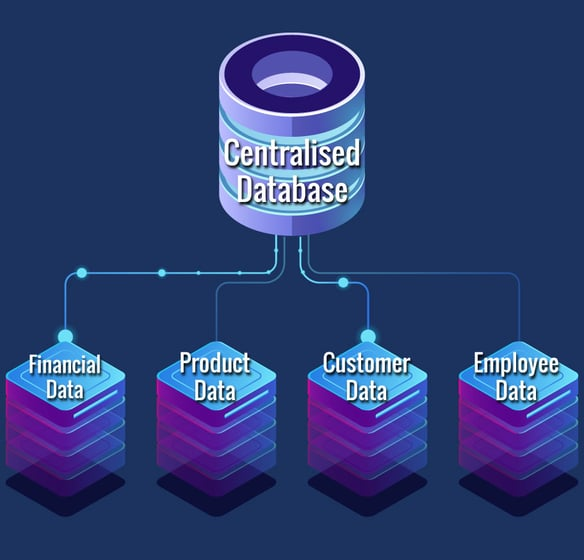 Centralised
Database
Financial
Data
Product
Data
Customer
Data
Employee
Data